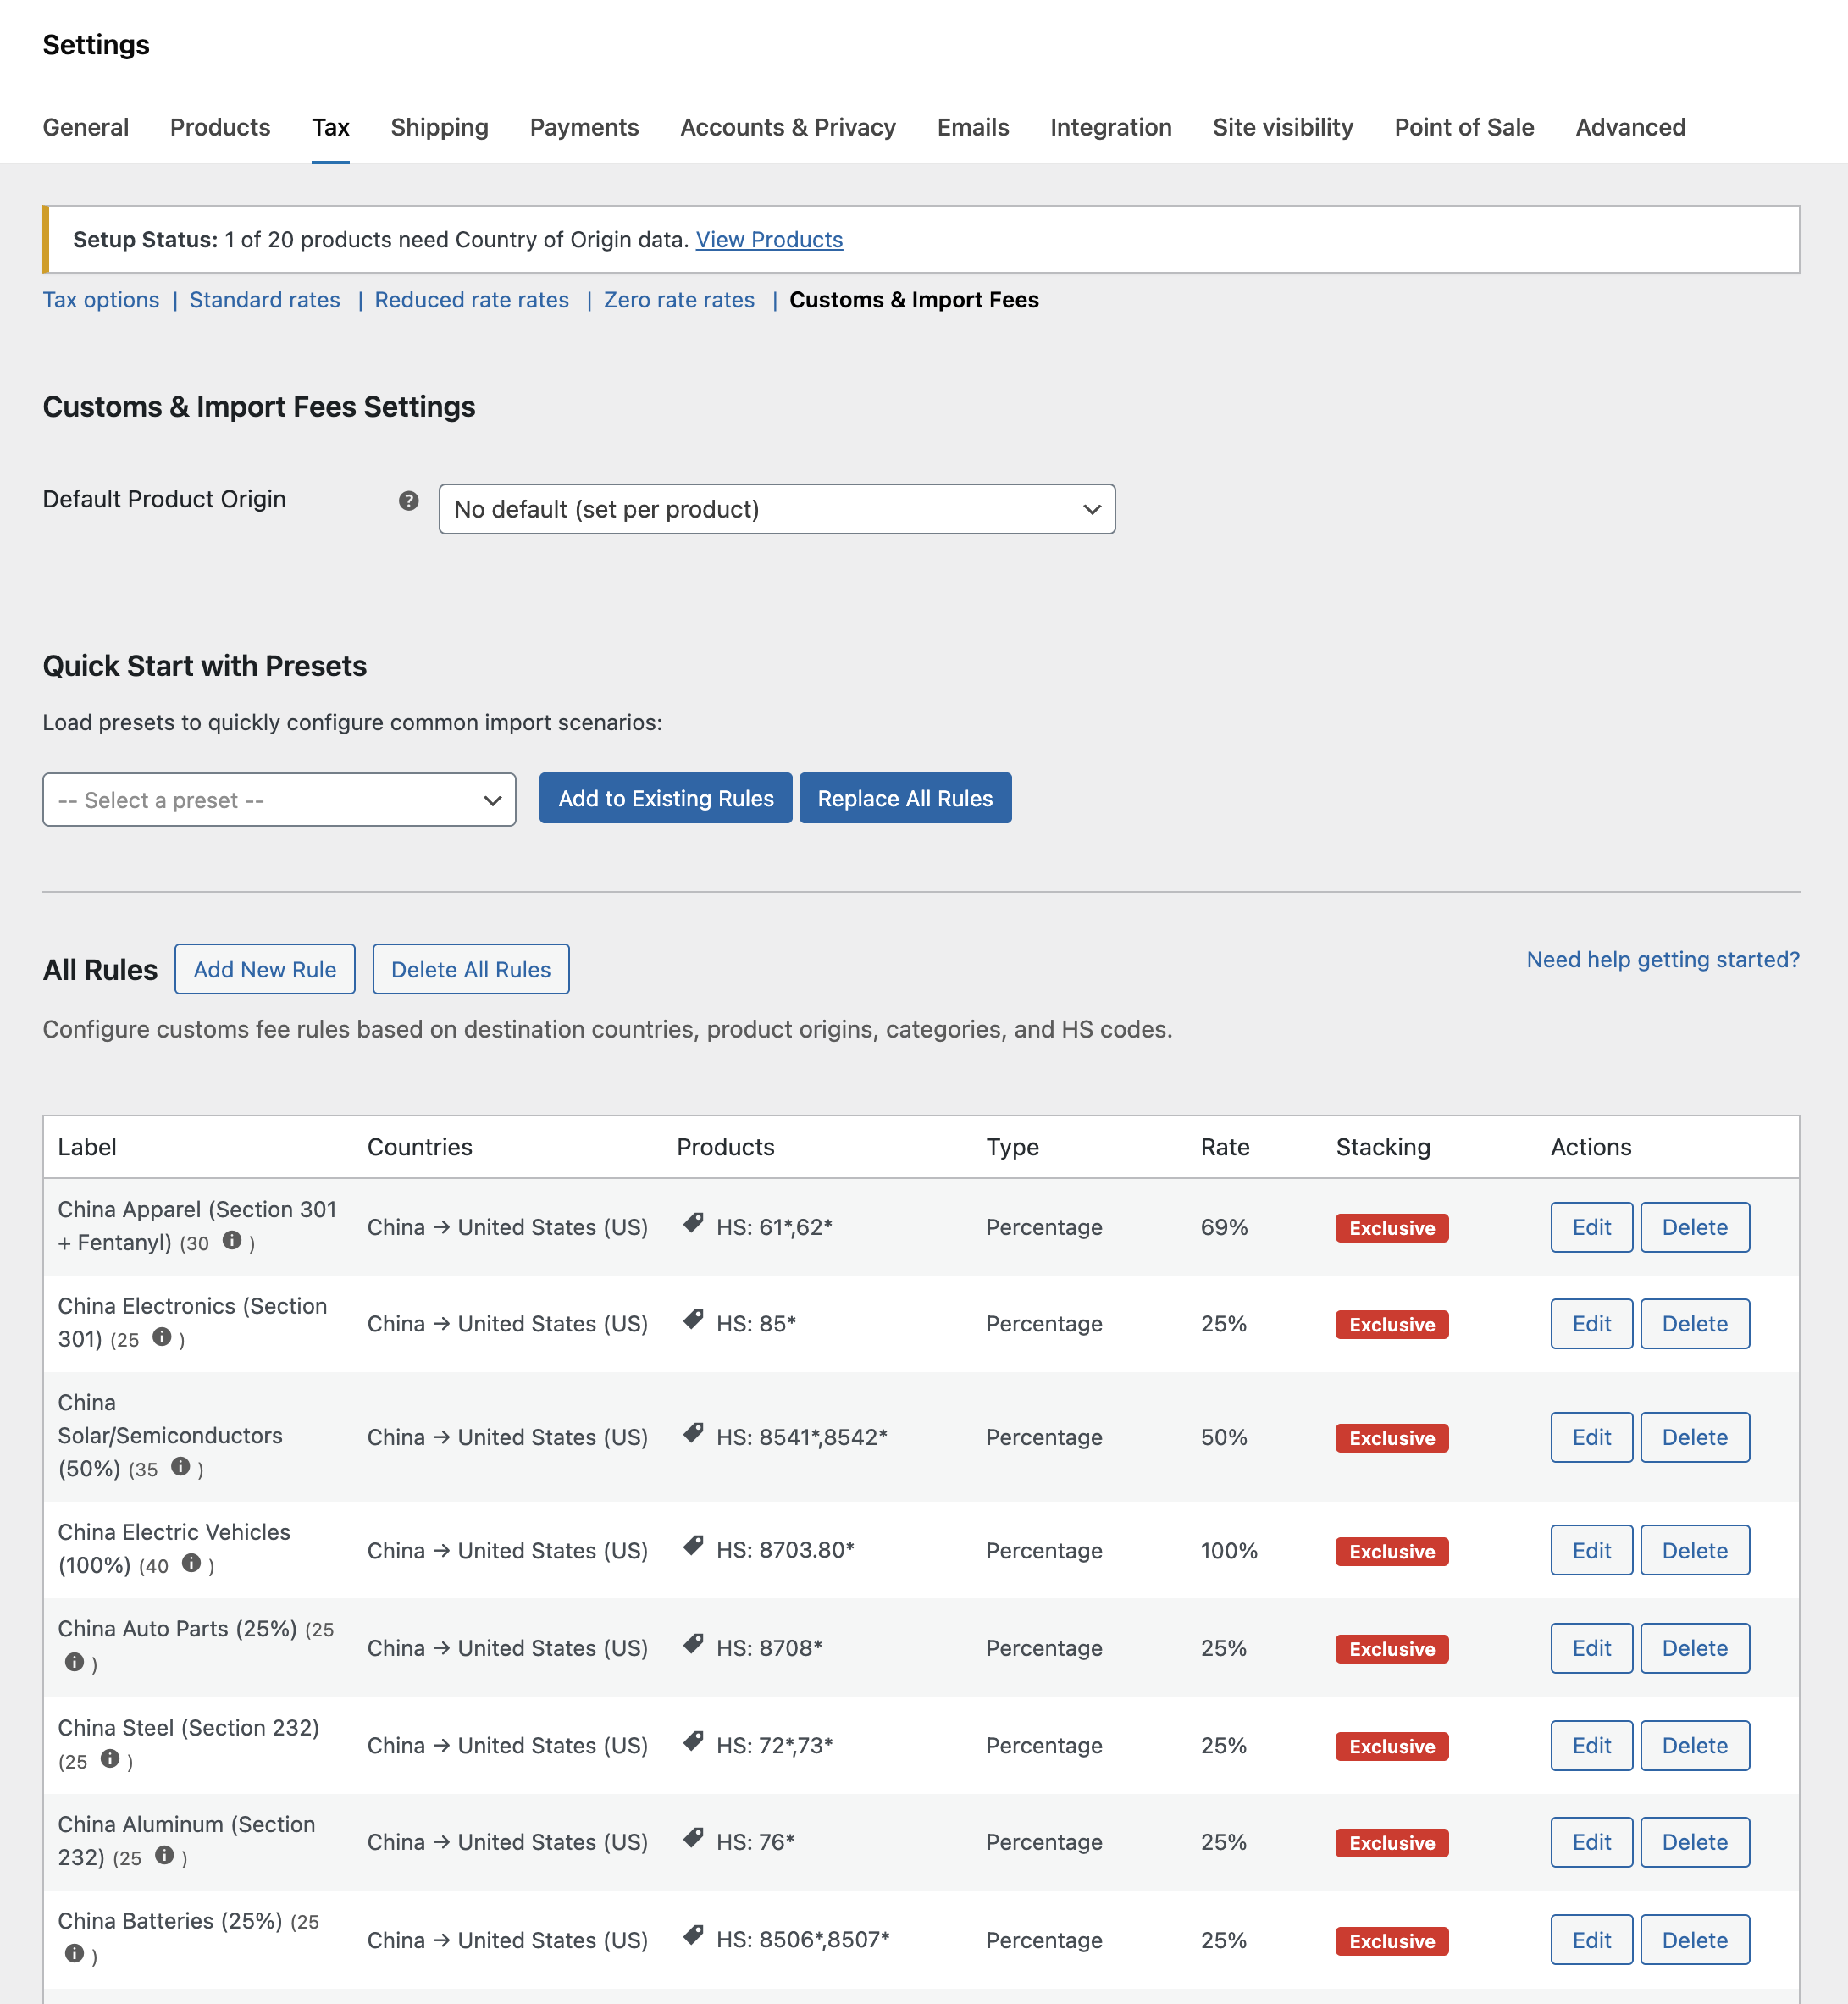 Settings
General Products Tax Shipping Payments Accounts & Privacy Emails Integration Site visibility Point of Sale Advanced
Setup Status: 1 of 20 products need Country of Origin data. View Products
Tax options | Standard rates | Reduced rate rates | Zero rate rates | Customs & Import Fees
Customs & Import Fees Settings
Default Product Origin ? No default (set per product)
Quick Start with Presets
Load presets to quickly configure common import scenarios:
-- Select a preset -- Add to Existing Rules Replace All Rules
All Rules Add New Rule Delete All Rules Need help getting started?
Configure customs fee rules based on destination countries, product origins, categories, and HS codes.
Label Countries Products Type Rate Stacking Actions
China Apparel (Section 301
+ Fentanyl) (30 i )
China → United States (US) HS: 61*,62* Percentage 69% Exclusive Edit Delete
China Electronics (Section
301) (25 i )
China → United States (US) HS: 85* Percentage 25% Exclusive Edit Delete
China
Solar/Semiconductors
(50%) (35 i )
China → United States (US) HS: 8541*,8542* Percentage 50% Exclusive Edit Delete
China Electric Vehicles
(100%) (40 i )
China → United States (US) HS: 8703.80* Percentage 100% Exclusive Edit Delete
China Auto Parts (25%) (25
i )
China → United States (US) HS: 8708* Percentage 25% Exclusive Edit Delete
China Steel (Section 232)
(25 i )
China → United States (US) HS: 72*,73* Percentage 25% Exclusive Edit Delete
China Aluminum (Section
232) (25 i )
China → United States (US) HS: 76* Percentage 25% Exclusive Edit Delete
China Batteries (25%) (25
i )
China → United States (US) HS: 8506*,8507* Percentage 25% Exclusive Edit Delete